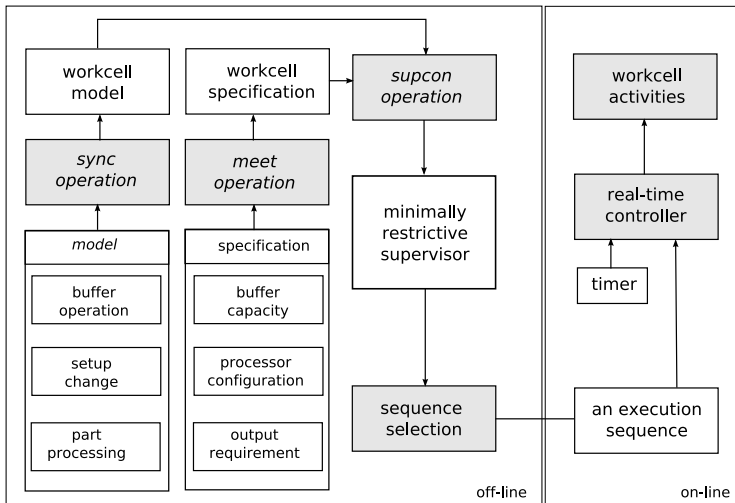 workcell
model
workcell
specification
supcon
operation
workcell
activities
sync
operation
meet
operation
real-time
controller
minimally
restrictive
supervisor
model
specification
timer
buffer
operation
buffer
capacity
setup
change
processor
configuration
part
processing
output
requirement
sequence
selection
an execution
sequence
off-line
on-line